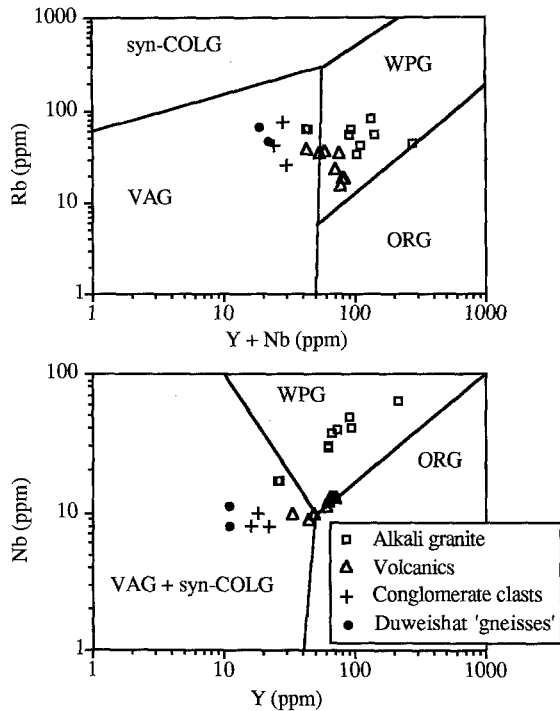 1000
syn-COLG
WPG
100
Rb (ppm)
10
VAG
ORG
1
1 10 100 1000
Y + Nb (ppm)
100
WPG
ORG
Nb (ppm)
10
VAG + syn-COLG
Alkali granite
Volcanics
Conglomerate clasts
Duweishat 'gneisses'
1
1 10 100 1000
Y (ppm)